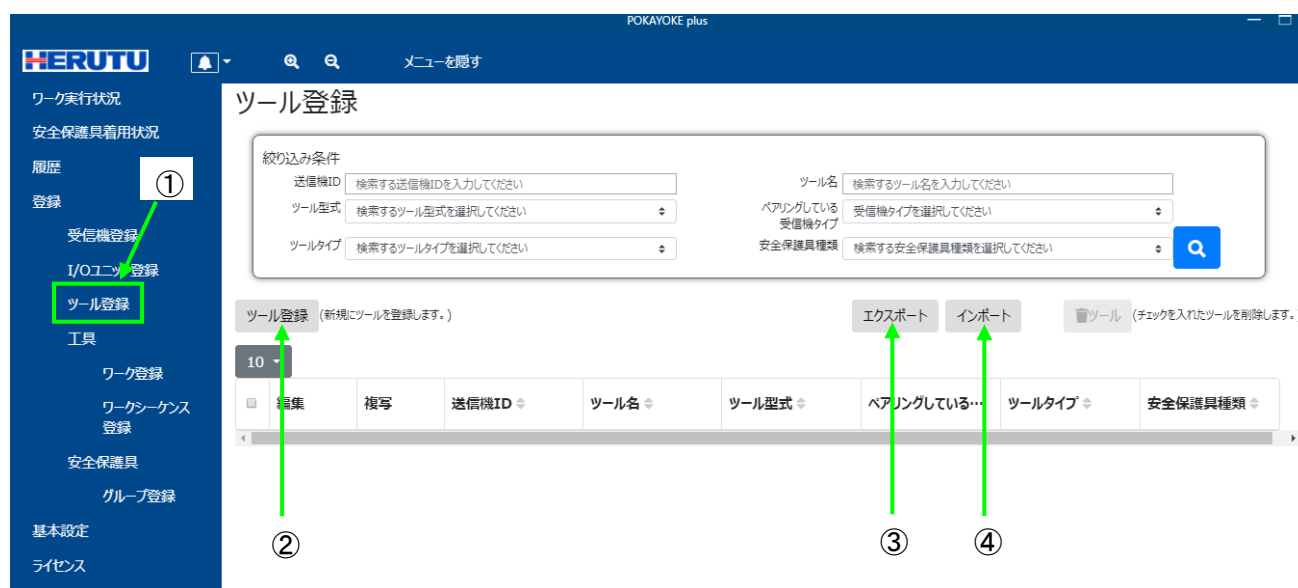 POKAYOKE plus
HERUTU
メニューを隠す
ワーク実行状況
安全保護具着用状況
履歴
①
登録
受信機登録
I/Oユニット登録
ツール登録
工具
ワーク登録
ワークシーケンス
登録
安全保護具
グループ登録
基本設定
ライセンス
ツール登録
絞り込み条件
送信機ID 検索する送信機IDを入力してください
ツール名 検索するツール名を入力してください
ツール型式 検索するツール型式を選択してください
ペアリングしている
受信機タイプ 受信機タイプを選択してください
ツールタイプ 検索するツールタイプを選択してください
安全保護具種類 検索する安全保護具種類を選択してください
ツール登録 (新規にツールを登録します。)
エクスポート インポート ツール (チェックを入れたツールを削除します。
10
編集 複写 送信機ID ツール名 ツール型式 ペアリングしている… ツールタイプ 安全保護具種類
② ③ ④